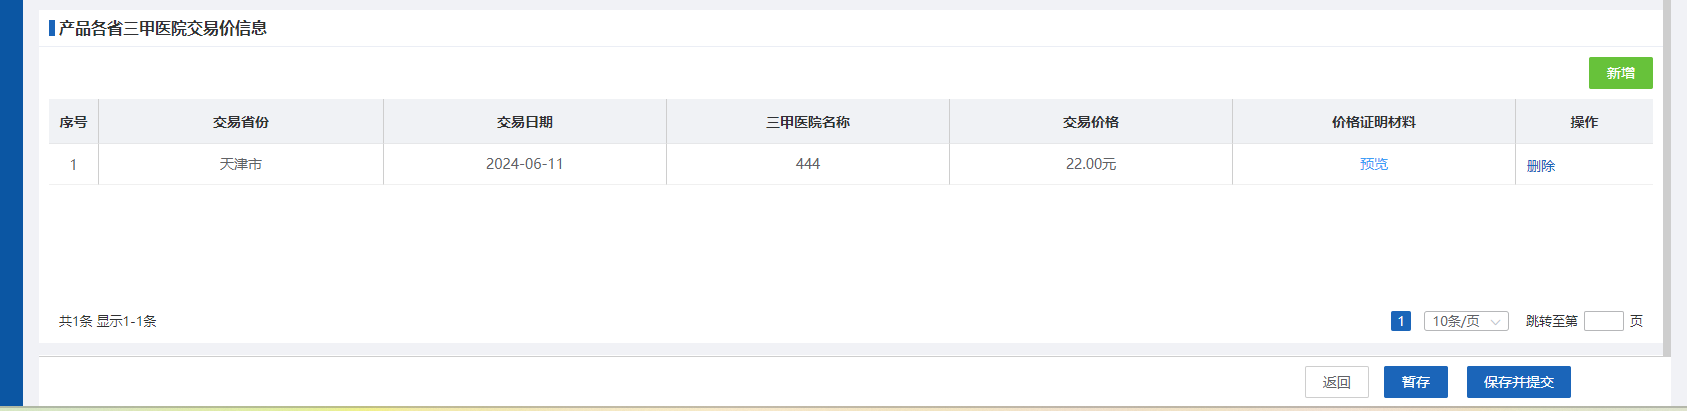 产品各省三甲医院交易价信息
新增
序号 交易省份 交易日期 三甲医院名称 交易价格 价格证明材料 操作
1 天津市 2024-06-11 444 22.00元 预览 删除
共1条 显示1-1条 1 10条/页 跳转至第 页
返回 暂存 保存并提交